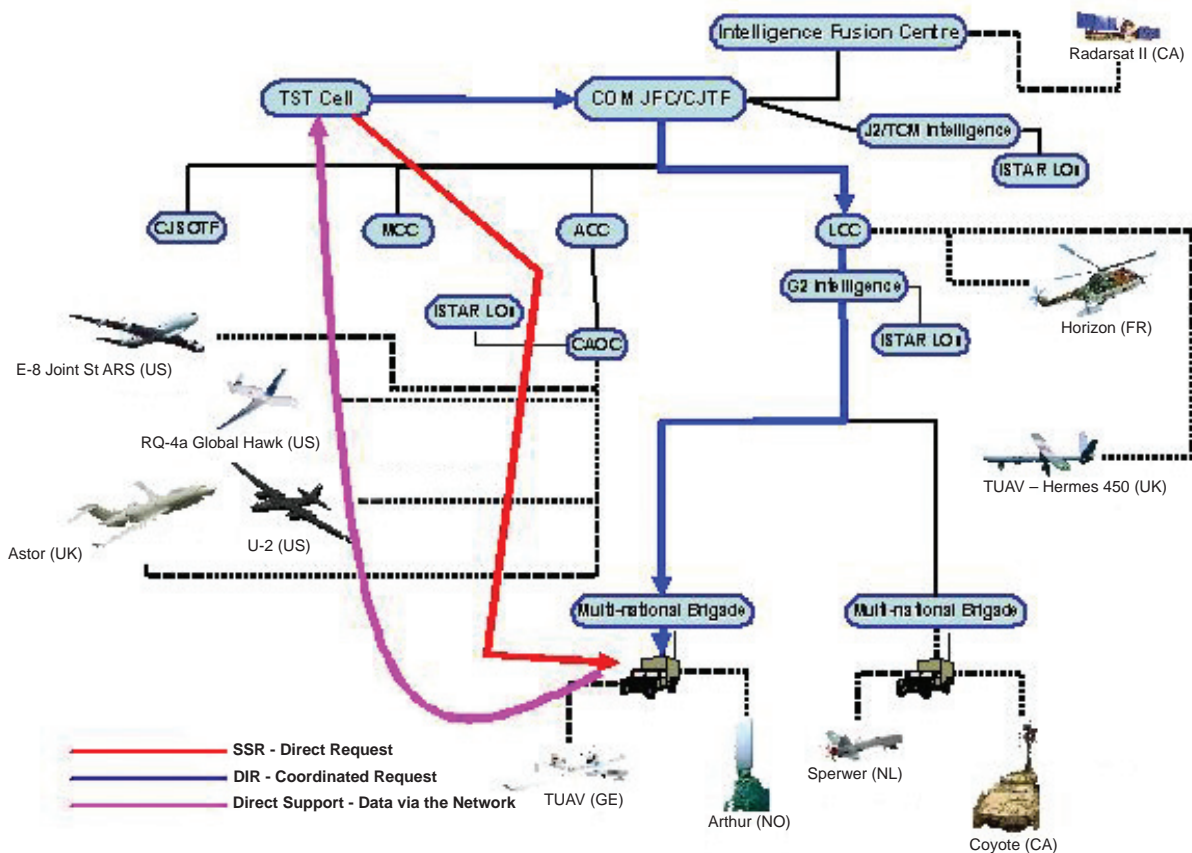 Intelligence Fusion Centre
Radarsat II (CA)
TST Cell
COM JFC/CJTF
J2/TCM Intelligence
ISTAR LOs
CJSOTF
MCC
ACC
LCC
G2 Intelligence
ISTAR LOs
Horizon (FR)
ISTAR LOs
CAOC
E-8 Joint St ARS (US)
RQ-4a Global Hawk (US)
TUAV – Hermes 450 (UK)
Astor (UK)
U-2 (US)
Multi-national Brigade
Multi-national Brigade
SSR - Direct Request
DIR - Coordinated Request
Direct Support - Data via the Network
TUAV (GE)
Arthur (NO)
Sperwer (NL)
Coyote (CA)